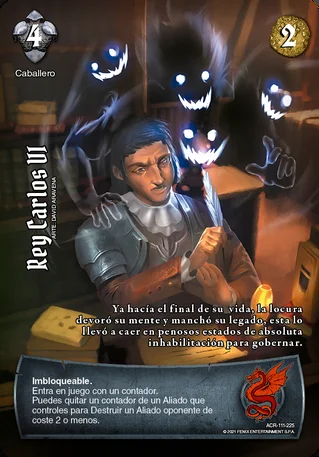 4
2
Caballero
Rey Carlos VI
ARTE: DAVID ARAVENA
Ya hacía el final de su vida, la locura
devoró su mente y manchó su legado, esta lo
llevó a caer en penosos estados de absoluta
inhabilitación para gobernar.
Imbloqueable.
Entra en juego con un contador.
Puedes quitar un contador de un Aliado que
controles para Destruir un Aliado oponente
de coste 2 o menos.
ACR-111-225
© 2021 FENIX ENTERTAINMENT S.P.A.